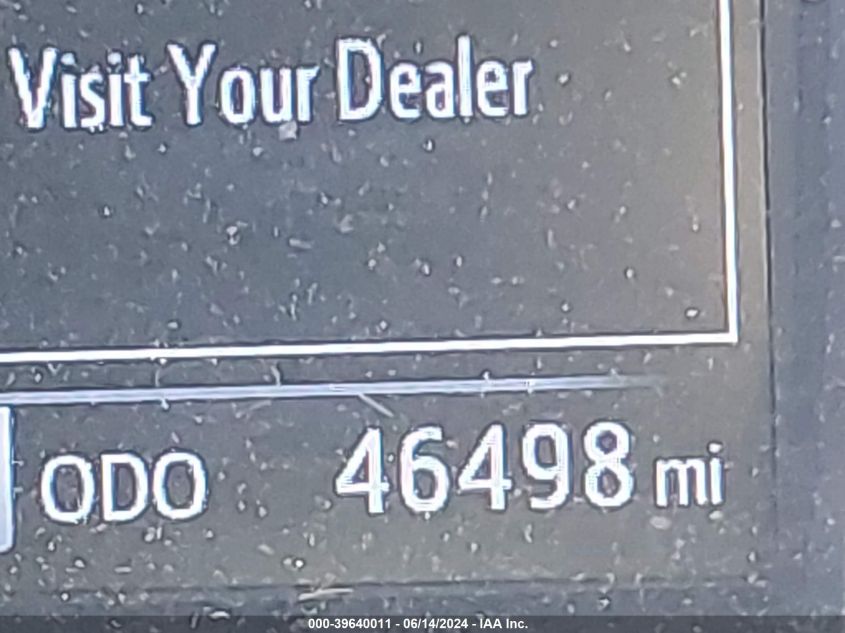 Visit Your Dealer
ODO 46498 mi
000-39640011 - 06/14/2024 - IAA Inc.